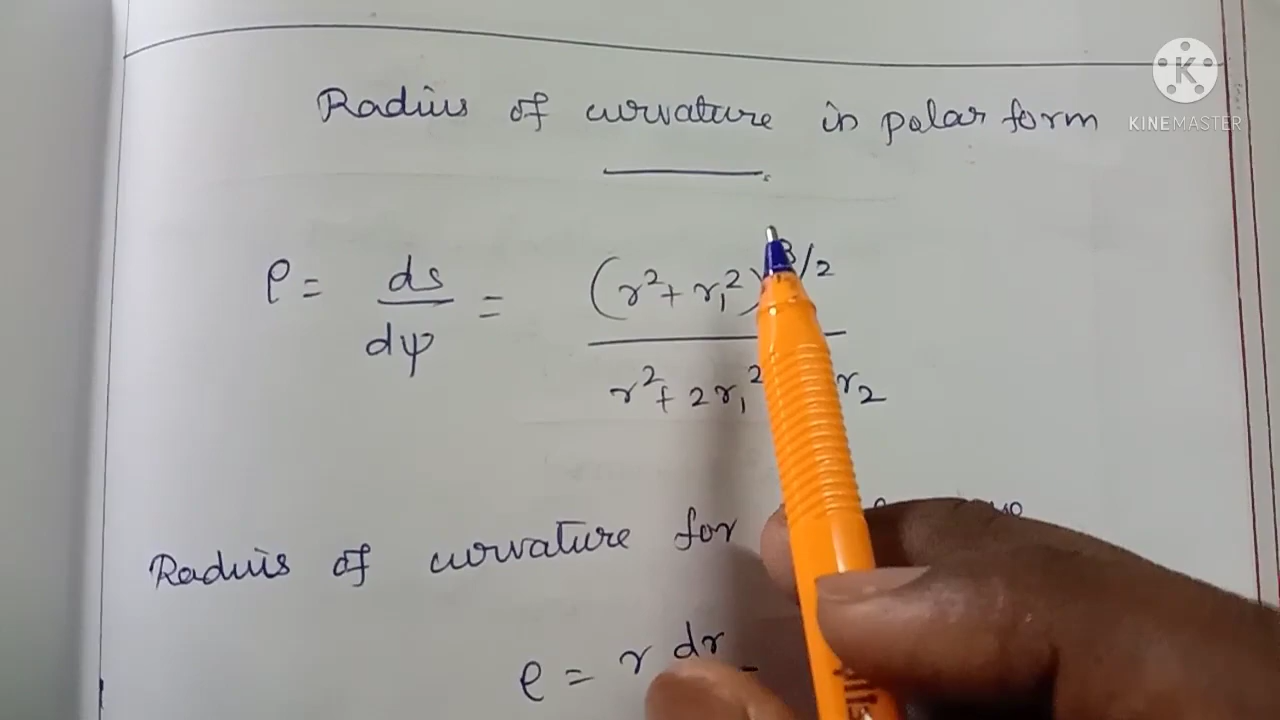 Radius of curvature in polar form
KINEMASTER
ρ = ds/dψ = (r²+ r₁²)^3/2 / r²+ 2r₁² r₂
Radius of curvature for
ρ = r dr